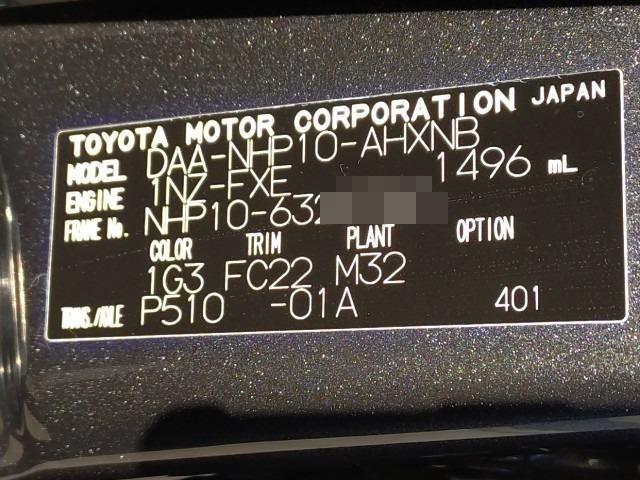 TOYOTA MOTOR CORPORATION JAPAN
MODEL DAA-NHP10-AHXNB
ENGINE 1NZ-FXE 1496 mL
FRAME No. NHP10-632
COLOR TRIM PLANT OPTION
1G3 FC22 M32
TRANS./AXLE P510 -01A 401